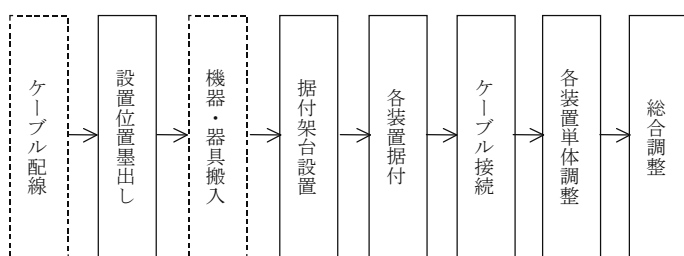 ケーブル配線
設置位置墨出し
機器・器具搬入
据付架台設置
各装置据付
ケーブル接続
各装置単体調整
総合調整